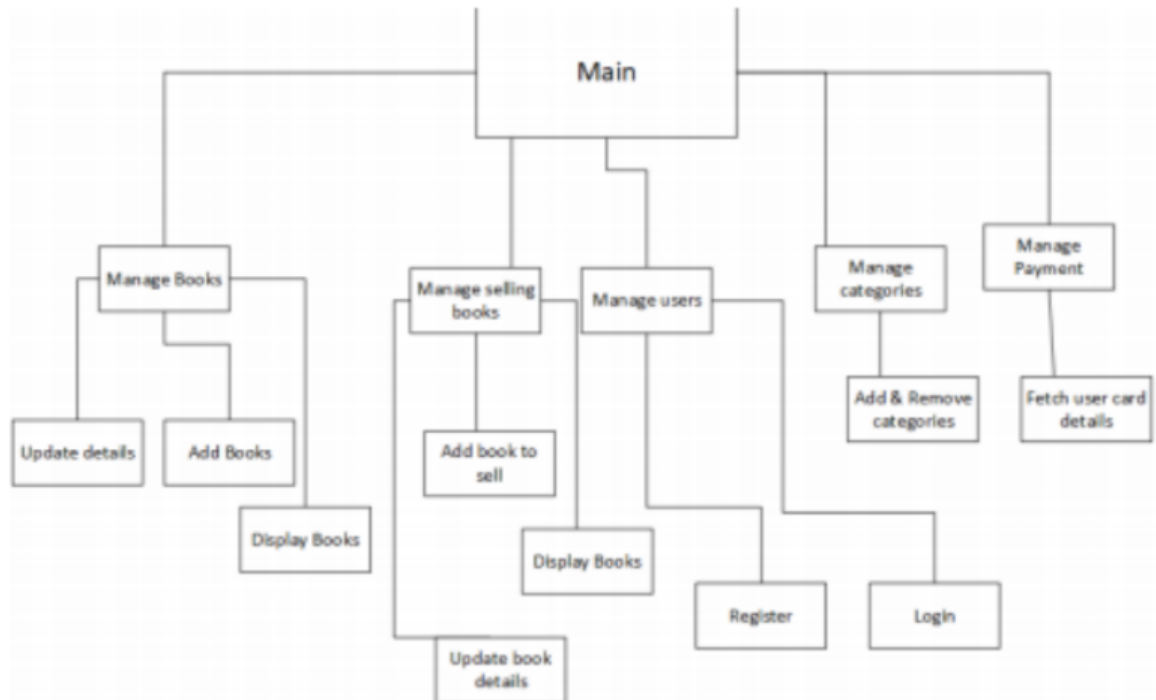 Main
Manage Books
Manage selling
books
Manage users
Manage
categories
Manage
Payment
Update details
Add Books
Display Books
Add book to
sell
Display Books
Update book
details
Register
Login
Add & Remove
categories
Fetch user card
details